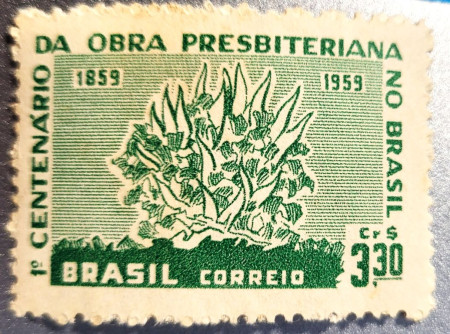 1º CENTENÁRIO DA OBRA PRESBITERIANA NO BRASIL
1859 1959
Cr$
3,30
BRASIL CORREIO